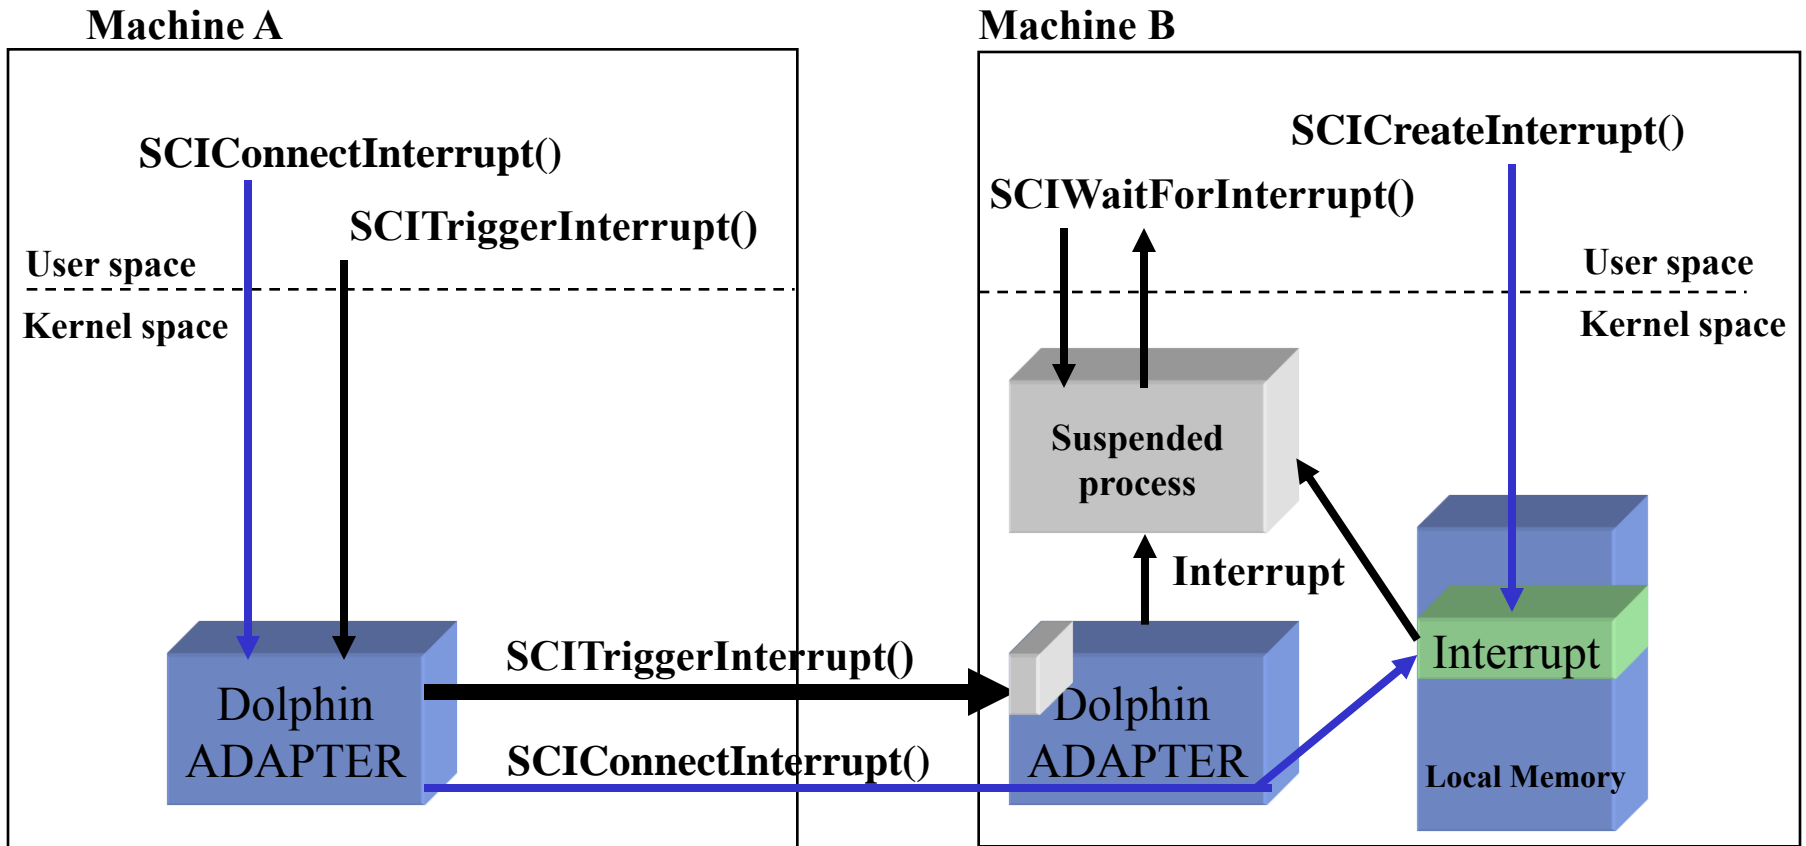 Machine A
Machine B
SCIConnectInterrupt()
SCITriggerInterrupt()
User space
Kernel space
SCICreateInterrupt()
SCIWaitForInterrupt()
User space
Kernel space
Suspended
process
Interrupt
Interrupt
Local Memory
SCITriggerInterrupt()
SCIConnectInterrupt()
Dolphin
ADAPTER
Dolphin
ADAPTER